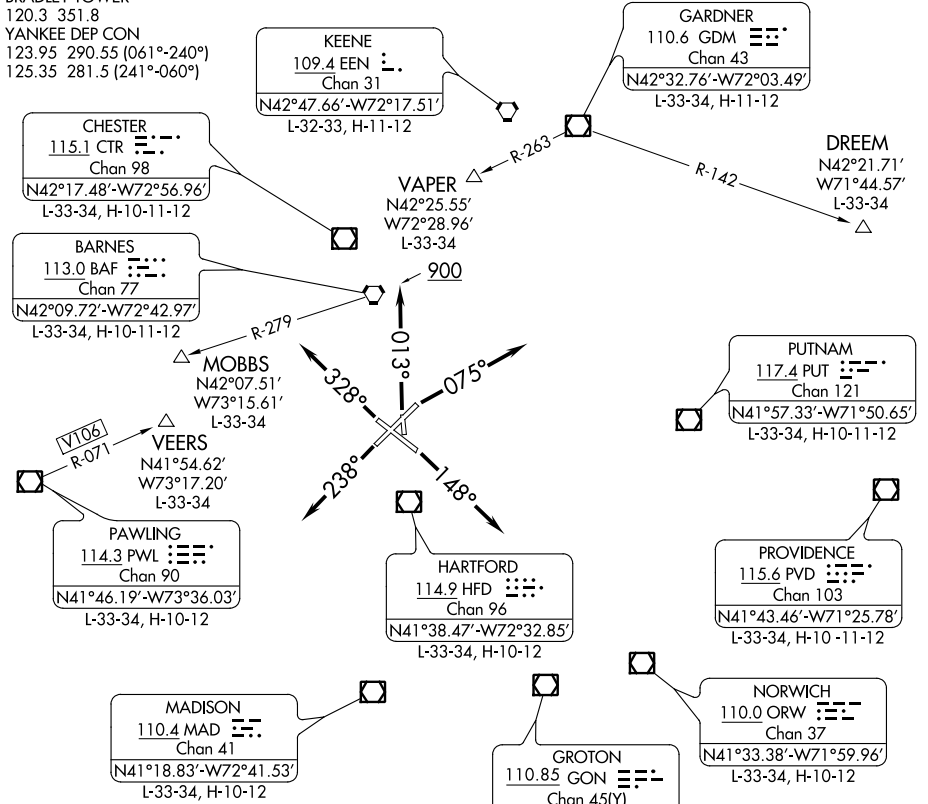 BRADLEY TOWER
120.3 351.8
YANKEE DEP CON
123.95 290.55 (061°-240°)
125.35 281.5 (241°-060°)
KEENE
109.4 EEN
Chan 31
N42°47.66'-W72°17.51'
L-32-33, H-11-12
GARDNER
110.6 GDM
Chan 43
N42°32.76'-W72°03.49'
L-33-34, H-11-12
CHESTER
115.1 CTR
Chan 98
N42°17.48'-W72°56.96'
L-33-34, H-10-11-12
R-263
R-142
DREEM
N42°21.71'
W71°44.57'
L-33-34
VAPER
N42°25.55'
W72°28.96'
L-33-34
BARNES
113.0 BAF
Chan 77
N42°09.72'-W72°42.97'
L-33-34, H-10-11-12
900
R-279
MOBBS
N42°07.51'
W73°15.61'
L-33-34
013°
328°
075°
238°
148°
PUTNAM
117.4 PUT
Chan 121
N41°57.33'-W71°50.65'
L-33-34, H-10-11-12
V106
R-071
VEERS
N41°54.62'
W73°17.20'
L-33-34
PAWLING
114.3 PWL
Chan 90
N41°46.19'-W73°36.03'
L-33-34, H-10-12
HARTFORD
114.9 HFD
Chan 96
N41°38.47'-W72°32.85'
L-33-34, H-10-12
PROVIDENCE
115.6 PVD
Chan 103
N41°43.46'-W71°25.78'
L-33-34, H-10 -11-12
MADISON
110.4 MAD
Chan 41
N41°18.83'-W72°41.53'
L-33-34, H-10-12
GROTON
110.85 GON
Chan 45(Y)
NORWICH
110.0 ORW
Chan 37
N41°33.38'-W71°59.96'
L-33-34, H-10-12